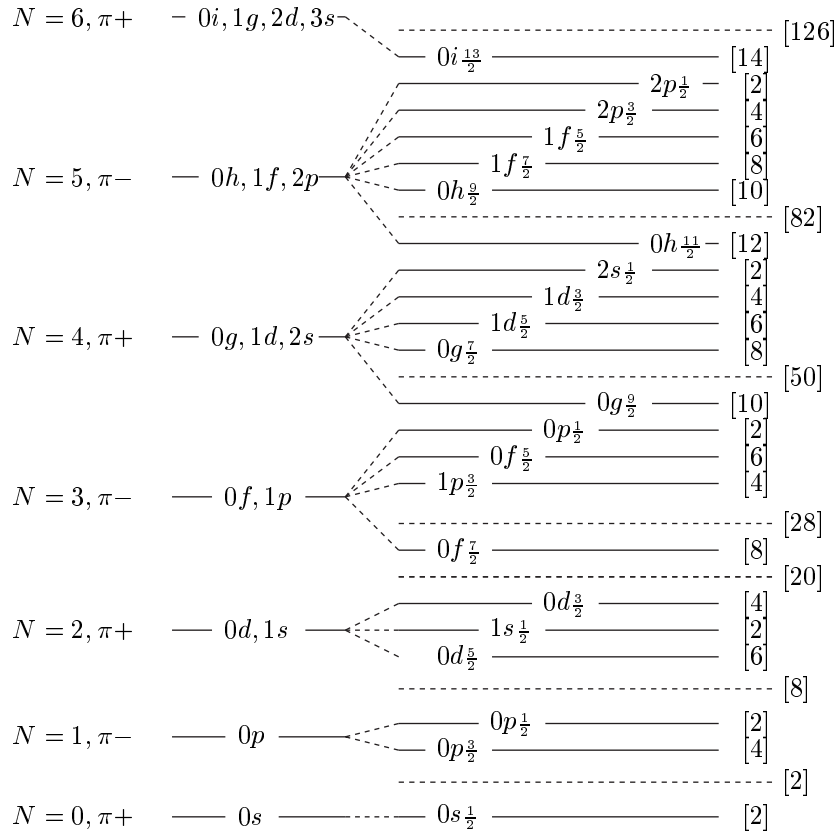 [126]
N = 6, π+ 0i, 1g, 2d, 3s
0i 13/2 [14]
2p 1/2 [2]
2p 3/2 [4]
1f 5/2 [6]
1f 7/2 [8]
N = 5, π− 0h, 1f, 2p
0h 9/2 [10]
[82]
0h 11/2 [12]
2s 1/2 [2]
1d 3/2 [4]
1d 5/2 [6]
N = 4, π+ 0g, 1d, 2s
0g 7/2 [8]
[50]
0g 9/2 [10]
0p 1/2 [2]
0f 5/2 [6]
1p 3/2 [4]
N = 3, π− 0f, 1p
[28]
0f 7/2 [8]
[20]
0d 3/2 [4]
N = 2, π+ 0d, 1s 1s 1/2 [2]
0d 5/2 [6]
[8]
0p 1/2 [2]
N = 1, π− 0p
0p 3/2 [4]
[2]
N = 0, π+ 0s 0s 1/2 [2]